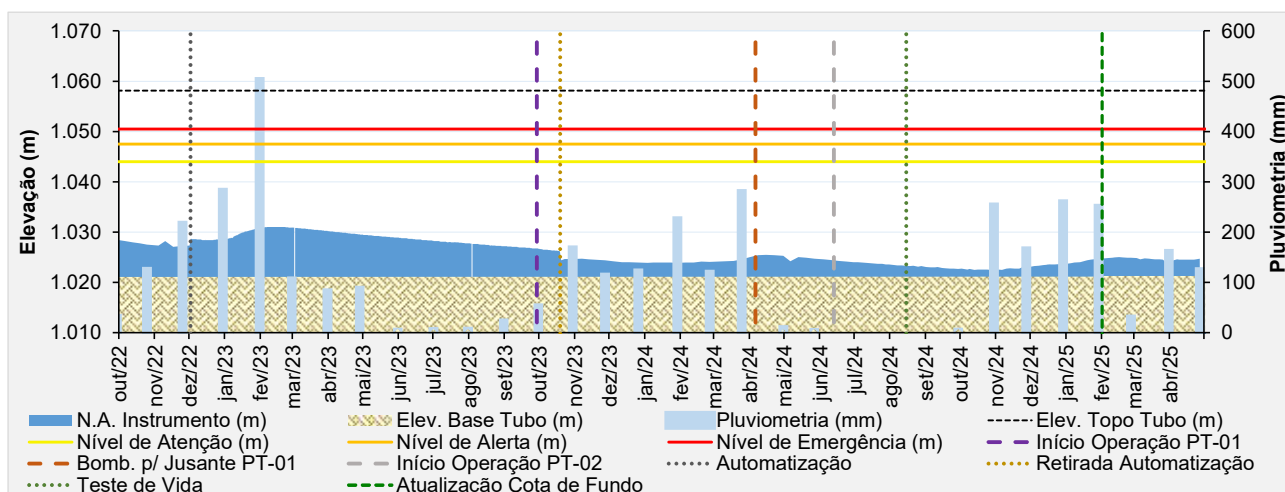 1.070
1.060
1.050
1.040
1.030
1.020
1.010
Elevação (m)
600
500
400
300
200
100
0
Pluviometria (mm)
out/22
nov/22
dez/22
jan/23
fev/23
mar/23
abr/23
mai/23
jun/23
jul/23
ago/23
set/23
out/23
nov/23
dez/23
jan/24
fev/24
mar/24
abr/24
mai/24
jun/24
jul/24
ago/24
set/24
out/24
nov/24
dez/24
jan/25
fev/25
mar/25
abr/25
N.A. Instrumento (m) Elev. Base Tubo (m) Pluviometria (mm) Elev. Topo Tubo (m)
Nível de Atenção (m) Nível de Alerta (m) Nível de Emergência (m) Início Operação PT-01
Bomb. p/ Jusante PT-01 Início Operação PT-02 Automatização Retirada Automatização
Teste de Vida Atualização Cota de Fundo